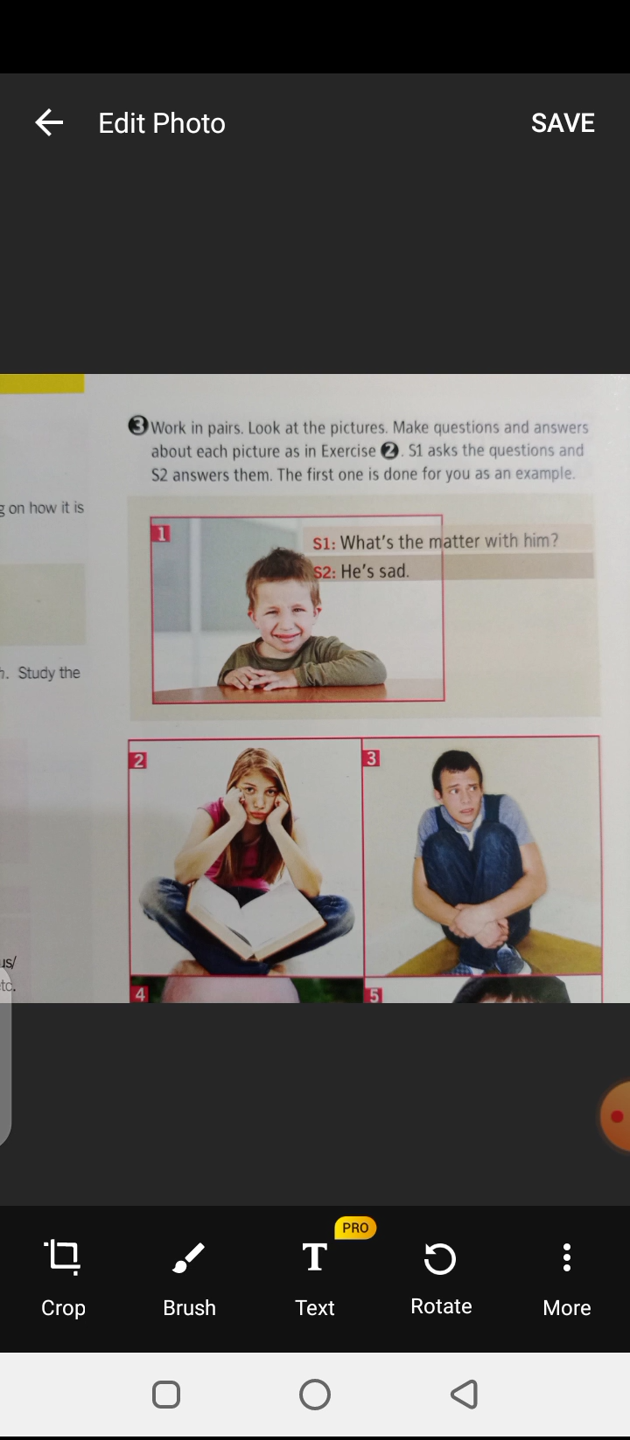 Edit Photo
SAVE
3 Work in pairs. Look at the pictures. Make questions and answers
about each picture as in Exercise 2. S1 asks the questions and
S2 answers them. The first one is done for you as an example.
on how it is
1
S1: What's the matter with him?
S2: He's sad.
Study the
2
3
us/
etc.
4
5
PRO
Crop
Brush
Text
Rotate
More